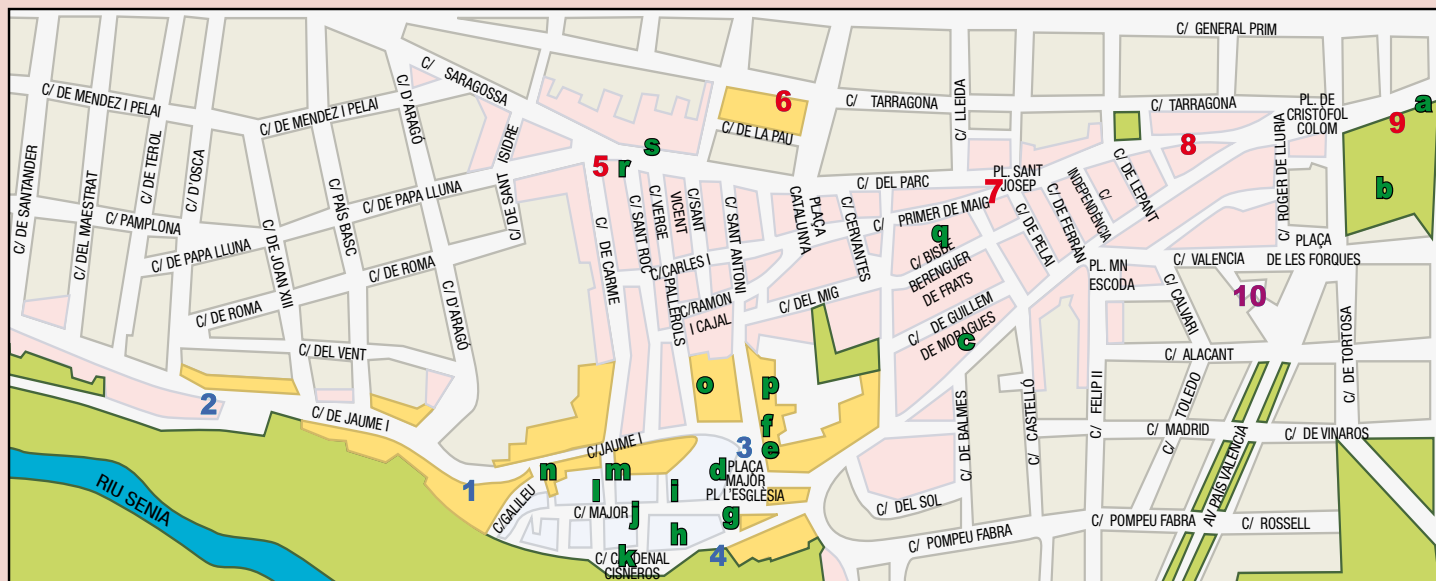 C/ GENERAL PRIM
C/ SARAGOSSA
C/ DE MENDEZ I PELAI
C/ DE MENDEZ I PELAI
C/ D'ARAGÓ
6
C/ TARRAGONA
C/ LLEIDA
C/ TARRAGONA
PL. DE
CRISTÒFOL
COLOM
a
9
C/ DE LA PAU
8
C/ DE SANTANDER
C/ DE TEROL
C/ D'OSCA
C/ DE SANT ISIDRE
s
5
r
C/ ROGER DE LLURIA
b
C/ DEL MAESTRAT
C/ PAMPLONA
C/ DE PAPA LLUNA
C/ DE PAPA LLUNA
C/ PAÍS BASC
C/ DE JOAN XIII
C/ DE ROMA
C/ DE ROMA
C/ D'ARAGÓ
C/ DEL VENT
C/ DE CARME
C/ SANT ROC
C/ VERGE
PALLEROLS
VICENT
C/SANT
C/ SANT ANTONI
C/CARLES I
C/RAMON
I CAJAL
PLAÇA
CATALUNYA
C/ CERVANTES
C/ DEL PARC
C/ PRIMER DE MAIG
7
PL. SANT
JOSEP
q
C/ BISBE
BERENGUER
DE FRATS
C/ DEL MIG
C/ DE GUILLEM
DE MORAGUES
c
C/ DE PELAI
C/ DE FERRÀN
C/
INDEPENDÈNCIA
C/ DE LEPANT
PL. MN
ESCODA
C/ VALENCIA
PLAÇA
DE LES FORQUES
10
C/ CALVARI
C/ ALACANT
C/ DE TORTOSA
C/ TOLEDO
C/ MADRID
C/ DE VINAROS
C/ FELIP II
C/ CASTELLÓ
C/ DE BALMES
AV. PAIS VALENCIÀ
2
C/ DE JAUME I
C/JAUME I
o
p
f
3
e
PLAÇA
MAJOR
PL L'ESGLÈSIA
n
m
d
1
l
i
C/GALILEU
C/ MAJOR
j
g
h
k
4
C/ CARDENAL
CISNEROS
C/ DEL SOL
C/ POMPEU FABRA
C/ POMPEU FABRA
C/ ROSSELL
RIU SENIA